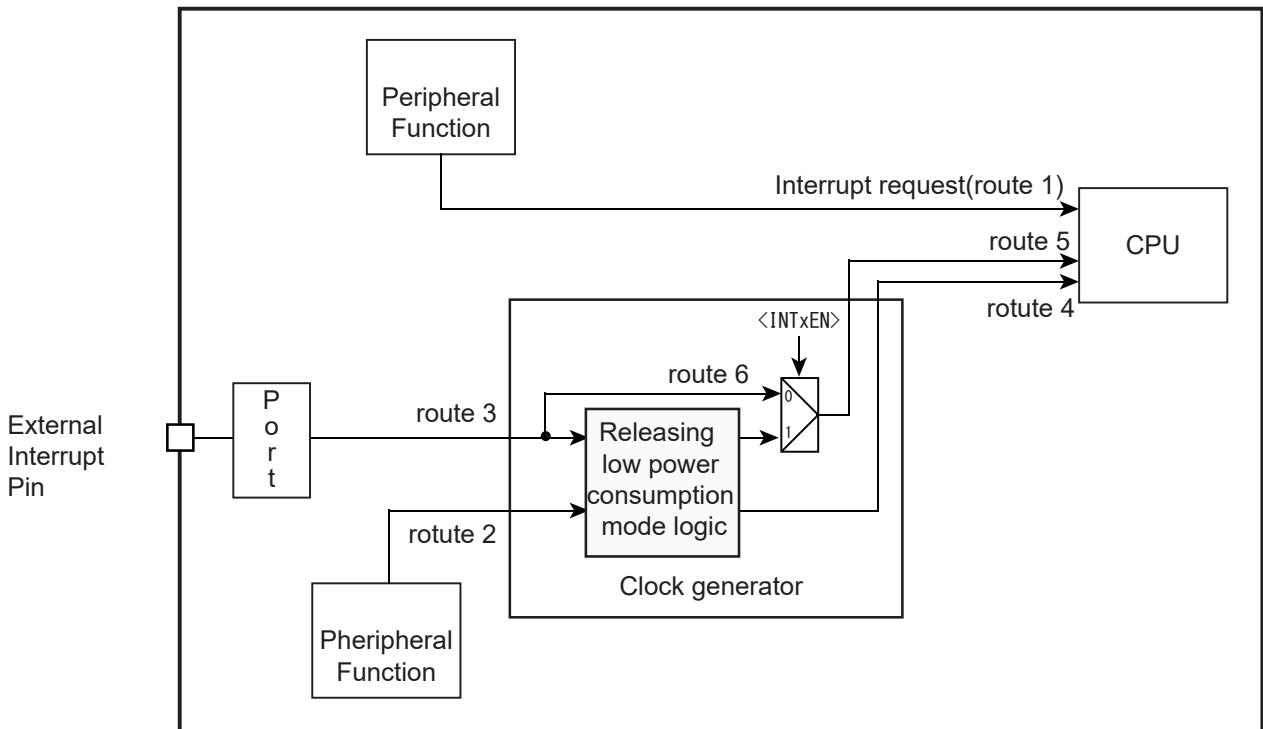 Peripheral
Function
Interrupt request(route 1)
CPU
route 5
rotute 4
<INTxEN>
route 6
0
1
P
o
r
t
route 3
External
Interrupt
Pin
Releasing
low power
consumption
mode logic
rotute 2
Clock generator
Pheripheral
Function